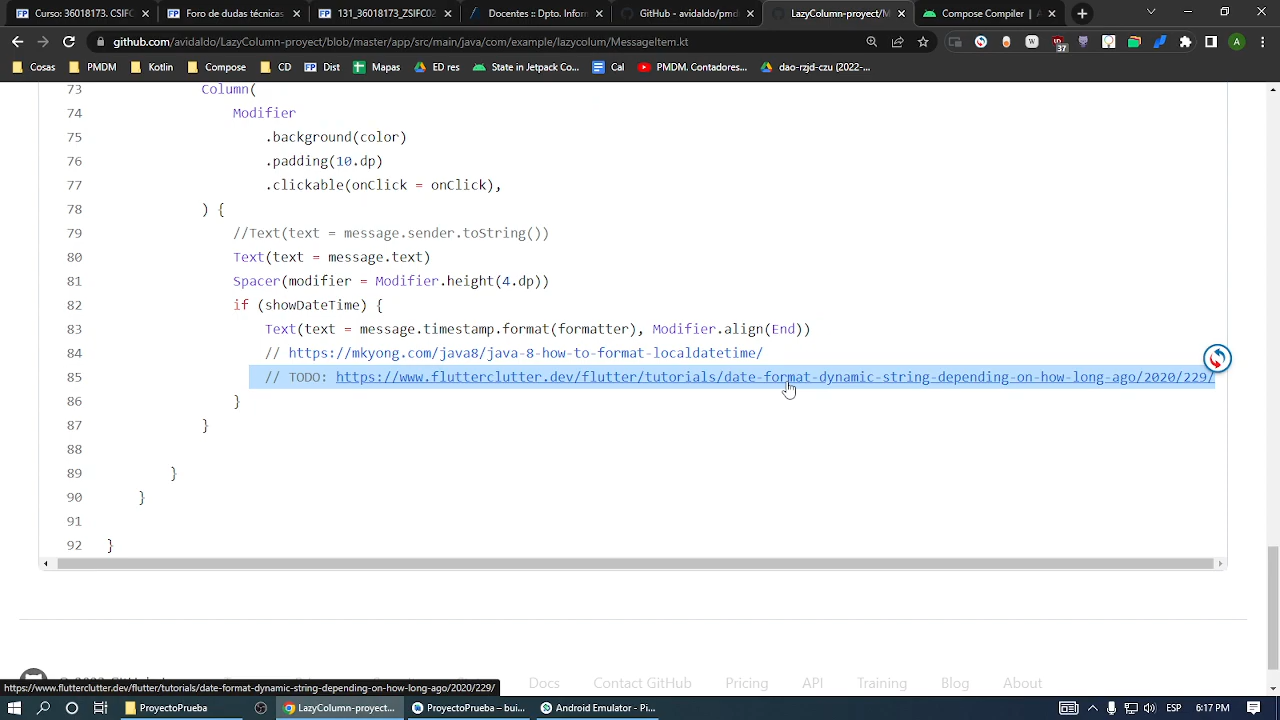 Curso: 36018173. CSIFC
Foro de dudas técnicas
131_36018173_ZSIFC02
Docentes :: Dpto. Infor
GitHub - avidaldo/pmd
LazyColumn-proyect/M
Compose Compiler | A
github.com/avidaldo/LazyColumn-proyect/blob/master/app/src/main/java/com/example/lazycolum/MessageItem.kt
37
A
Cosas
PMDM
Kotlin
Compose
CD
Dist
Mapas
ED res
State in Jetpack Co...
Cal
PMDM. Contadores...
dao-rzjd-czu (2022-...
73 Column(
74 Modifier
75 .background(color)
76 .padding(10.dp)
77 .clickable(onClick = onClick),
78 ) {
79 //Text(text = message.sender.toString())
80 Text(text = message.text)
81 Spacer(modifier = Modifier.height(4.dp))
82 if (showDateTime) {
83 Text(text = message.timestamp.format(formatter), Modifier.align(End))
84 // https://mkyong.com/java8/java-8-how-to-format-localdatetime/
85 // TODO: https://www.flutterclutter.dev/flutter/tutorials/date-format-dynamic-string-depending-on-how-long-ago/2020/229/
86 }
87 }
88
89 }
90 }
91
92 }
Docs
Contact GitHub
Pricing
API
Training
Blog
About
https://www.flutterclutter.dev/flutter/tutorials/date-format-dynamic-string-depending-on-how-long-ago/2020/229/
ProyectoPrueba
LazyColumn-proyect...
ProyectoPrueba – bui...
Android Emulator - Pi...
ESP
6:17 PM